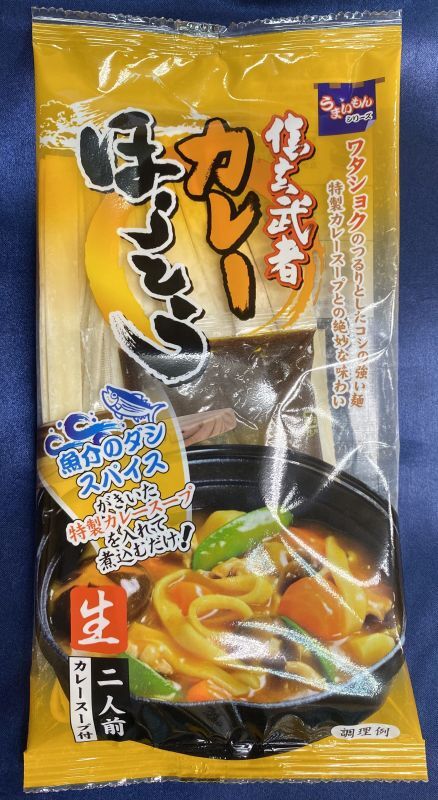 うまいもん
シリーズ
ワタショクのつるりとしたコシの強い麺
特製カレースープとの絶妙な味わい
信玄武者
カレー
ほうとう
魚介のダシ
スパイス
がきいた
特製カレースープ
を入れて
煮込むだけ!
生
二人前
カレースープ付
調理例